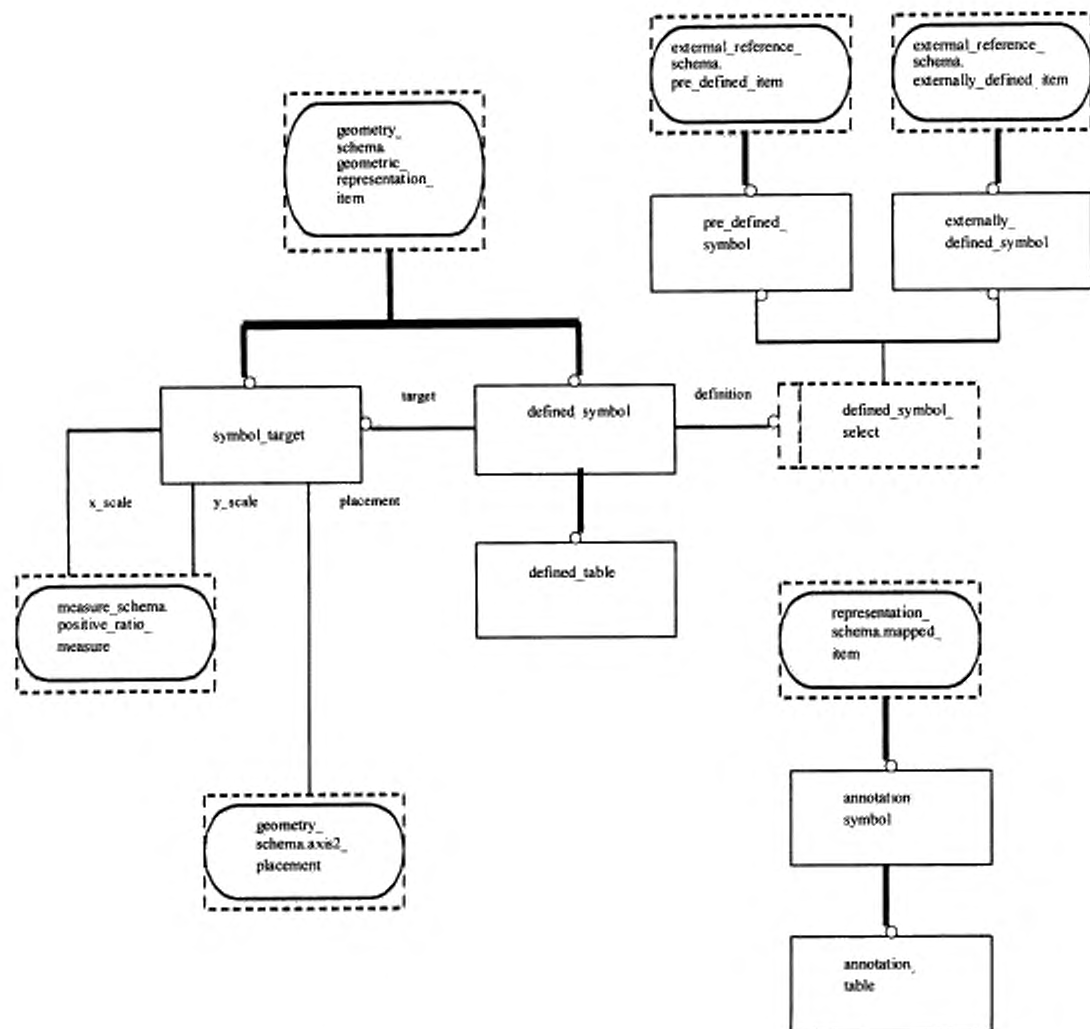 external_reference_
schema.
pre_defined_item
external_reference_
schema.
externally_defined_item
geometry_
schema.
geometric_
representation_
item
pre_defined_
symbol
externally_
defined_symbol
target
definition
symbol_target
defined_symbol
defined_symbol_
select
x_scale
y_scale
placement
defined_table
measure_schema.
positive_ratio_
measure
representation_
schema.mapped_
item
geometry_
schema.axis2_
placement
annotation
symbol
annotation_
table